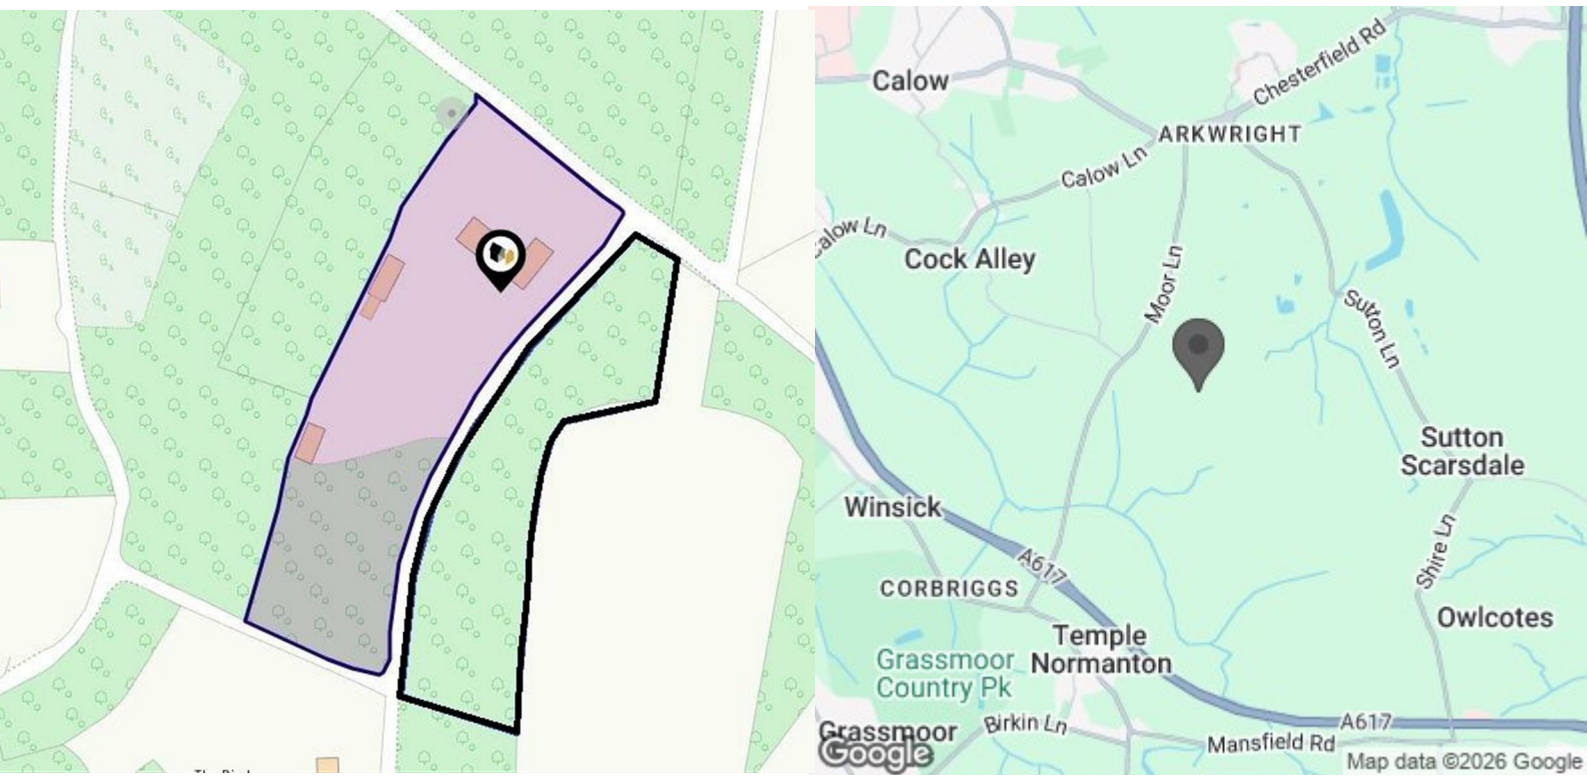 Calow
Chesterfield Rd
ARKWRIGHT
Calow Ln
Calow Ln
Cock Alley
Moor Ln
Sutton Ln
Sutton
Scarsdale
Winsick
A617
Shire Ln
CORBRIGGS
Owlcotes
Temple
Normanton
Grassmoor
Country Pk
Grassmoor
Birkin Ln
A617
Mansfield Rd
Google
Map data ©2026 Google